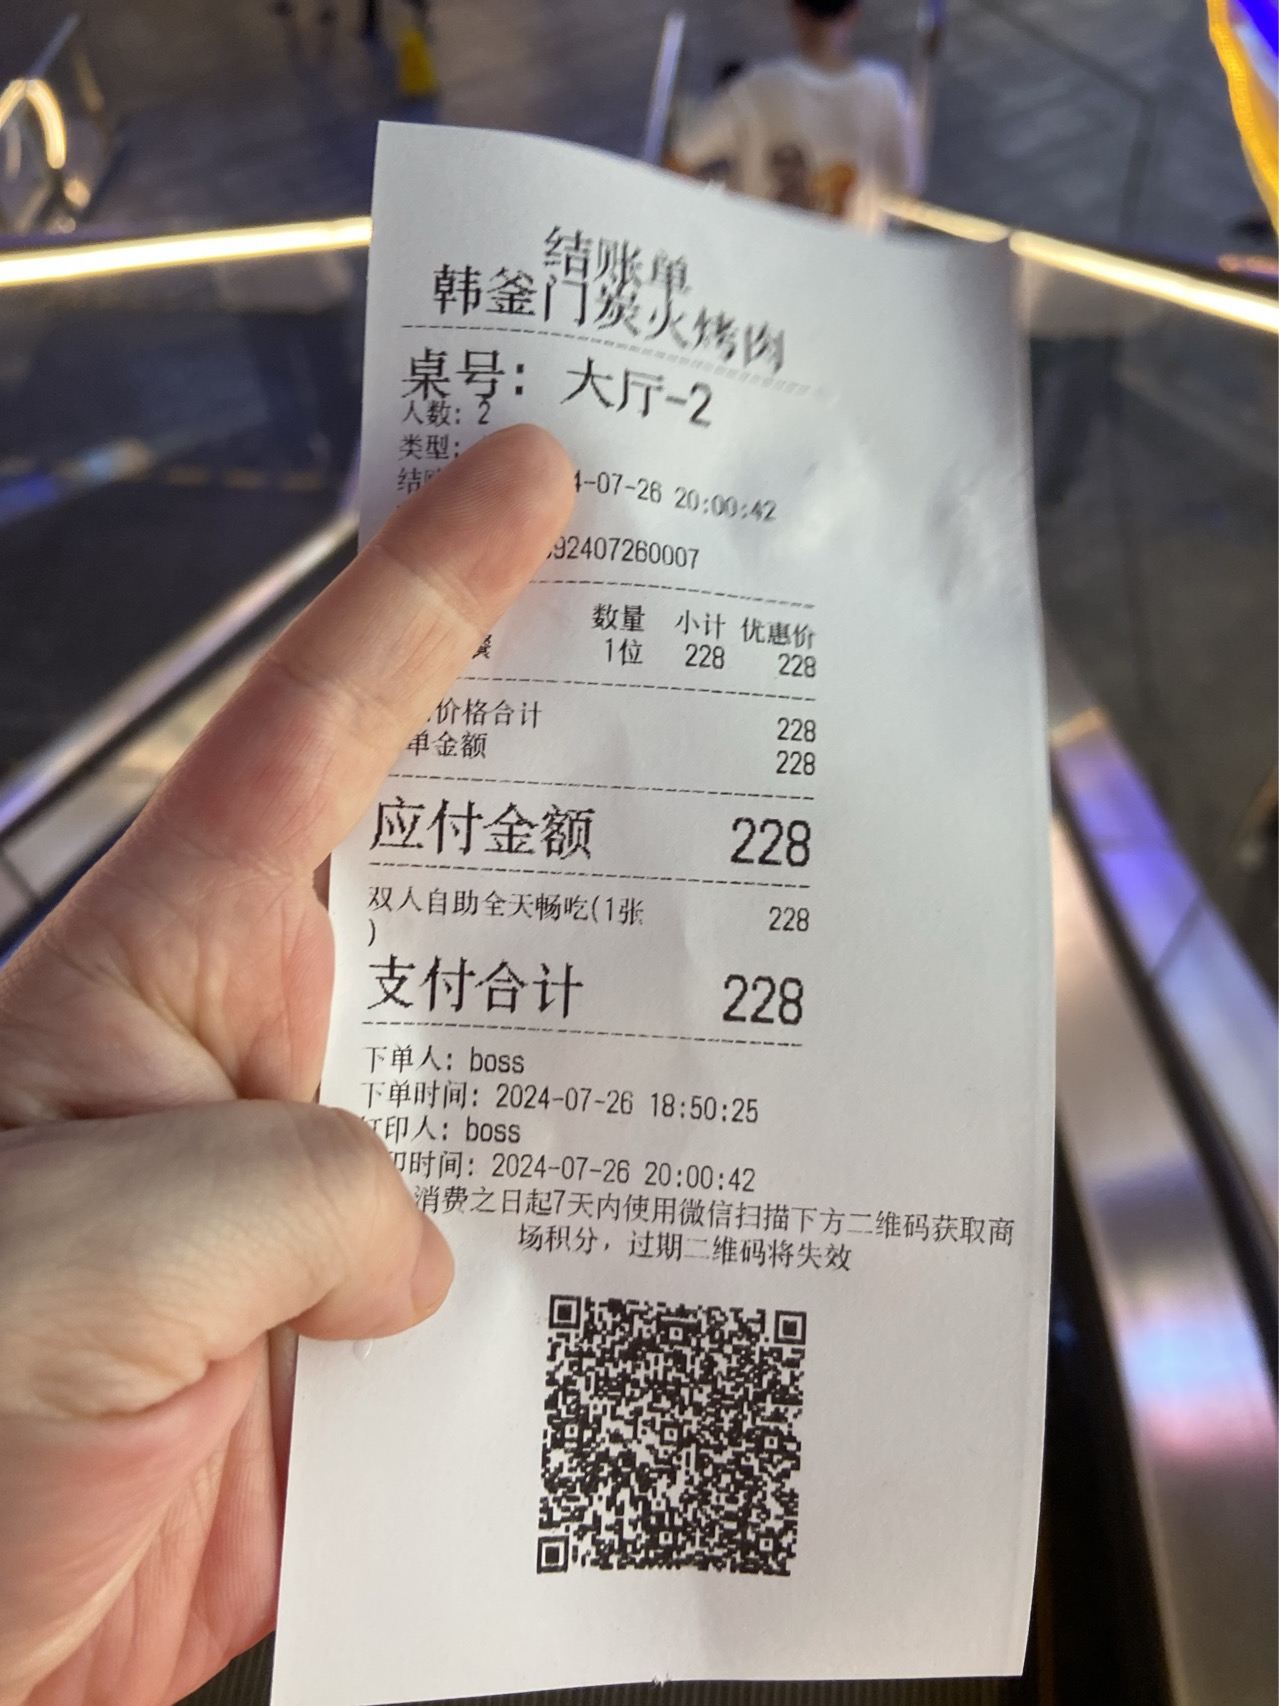 结账单
韩釜门炭火烤肉
桌号: 大厅-2
人数: 2
类型:
结 4-07-26 20:00:42
92407260007
数量 小计 优惠价
1位 228 228
价格合计 228
单金额 228
应付金额 228
双人自助全天畅吃(1张 228
)
支付合计 228
下单人: boss
下单时间: 2024-07-26 18:50:25
打印人: boss
印时间: 2024-07-26 20:00:42
消费之日起7天内使用微信扫描下方二维码获取商
场积分，过期二维码将失效